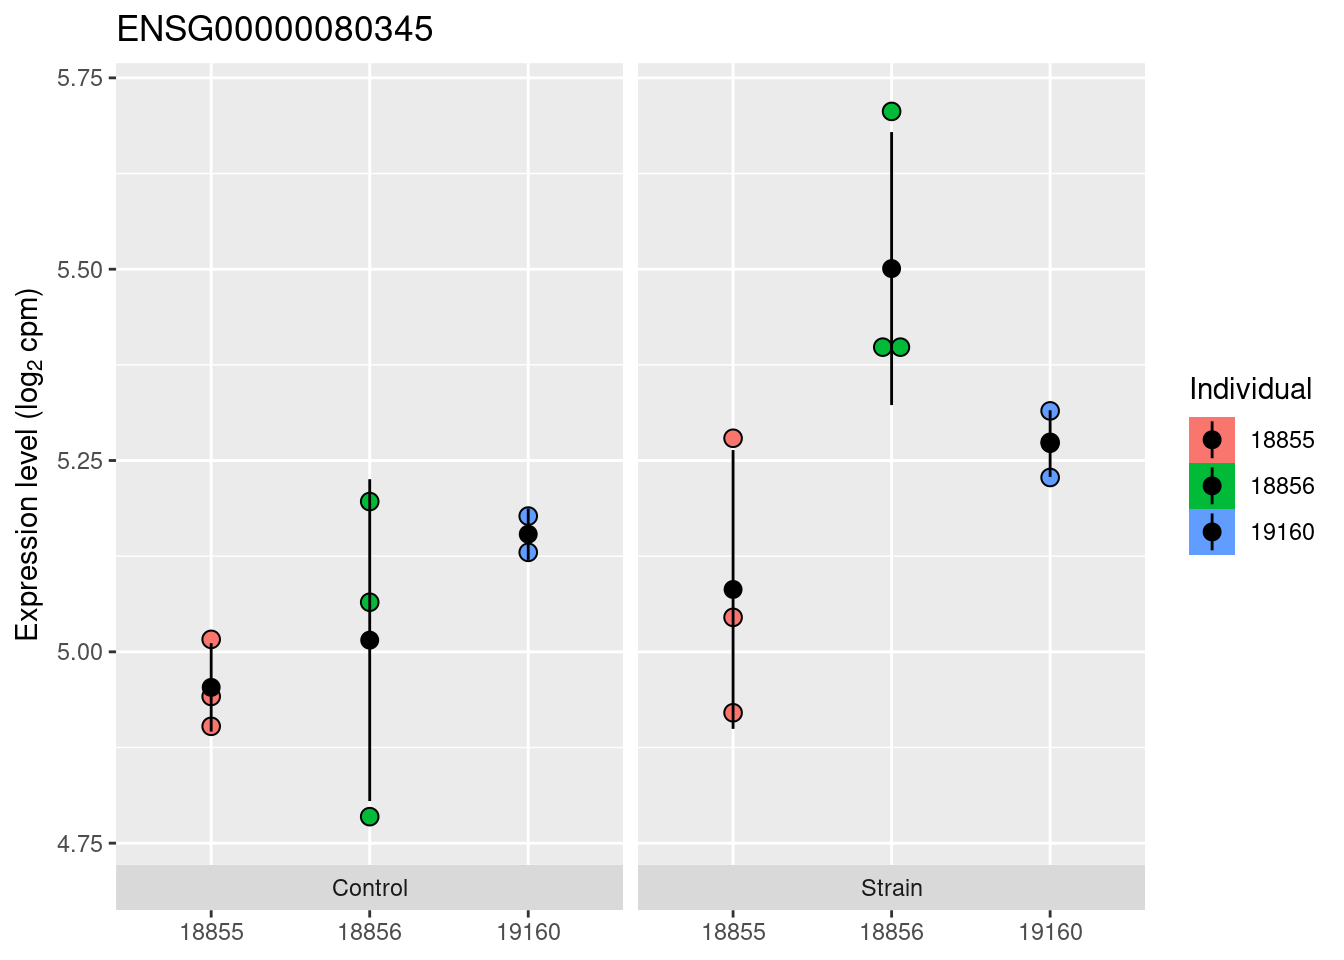 ENSG00000080345
Expression level (log₂ cpm)
5.75
5.50
5.25
5.00
4.75
Control
Strain
18855 18856 19160
18855 18856 19160
Individual
18855
18856
19160